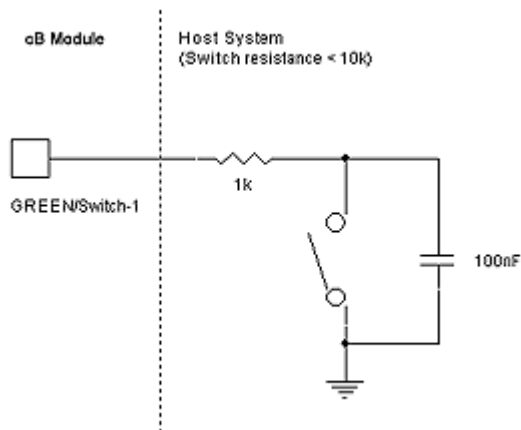 oB Module
Host System
(Switch resistance < 10k)
GREEN/Switch-1
1k
100nF